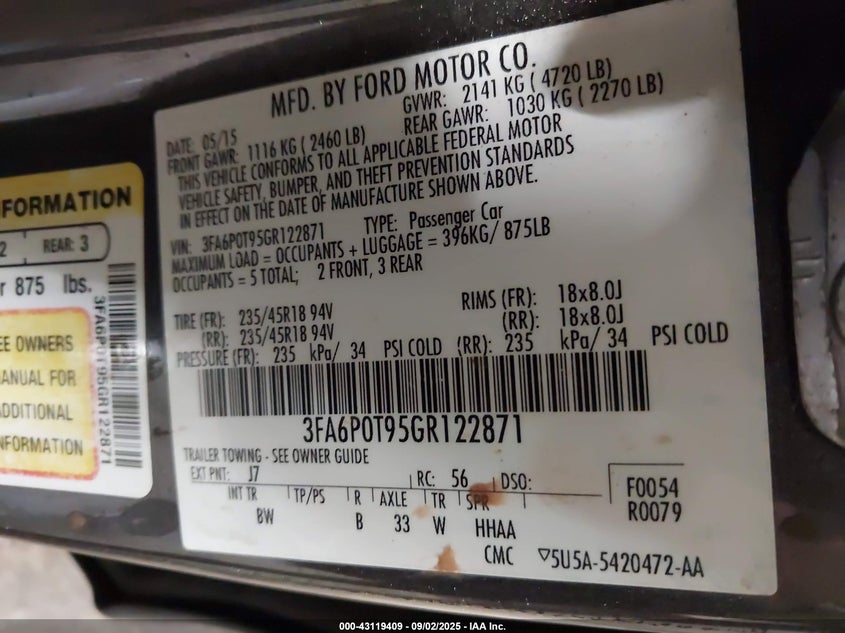 MFD. BY FORD MOTOR CO.
DATE: 05/15 GVWR: 2141 KG ( 4720 LB)
FRONT GAWR: 1116 KG ( 2460 LB) REAR GAWR: 1030 KG ( 2270 LB)
THIS VEHICLE CONFORMS TO ALL APPLICABLE FEDERAL MOTOR
VEHICLE SAFETY, BUMPER, AND THEFT PREVENTION STANDARDS
IN EFFECT ON THE DATE OF MANUFACTURE SHOWN ABOVE.
VIN: 3FA6P0T95GR122871 TYPE: Passenger Car
MAXIMUM LOAD = OCCUPANTS + LUGGAGE = 396KG/ 875LB
OCCUPANTS = 5 TOTAL; 2 FRONT, 3 REAR
TIRE (FR): 235/45R18 94V RIMS (FR): 18x8.0J
(RR): 235/45R18 94V (RR): 18x8.0J
PRESSURE (FR): 235 kPa/ 34 PSI COLD (RR): 235 kPa/ 34 PSI COLD
3FA6P0T95GR122871
TRAILER TOWING - SEE OWNER GUIDE
EXT PNT: J7 RC: 56 DSO:
INT TR TP/PS R AXLE TR SPR F0054
BW B 33 W HHAA R0079
CMC ▽5U5A-5420472-AA
FORMATION
2 REAR: 3
r 875 lbs.
EE OWNERS
ANUAL FOR
ADDITIONAL
NFORMATION
3FA6P0T95GR122871
000-43119409 - 09/02/2025 - IAA Inc.